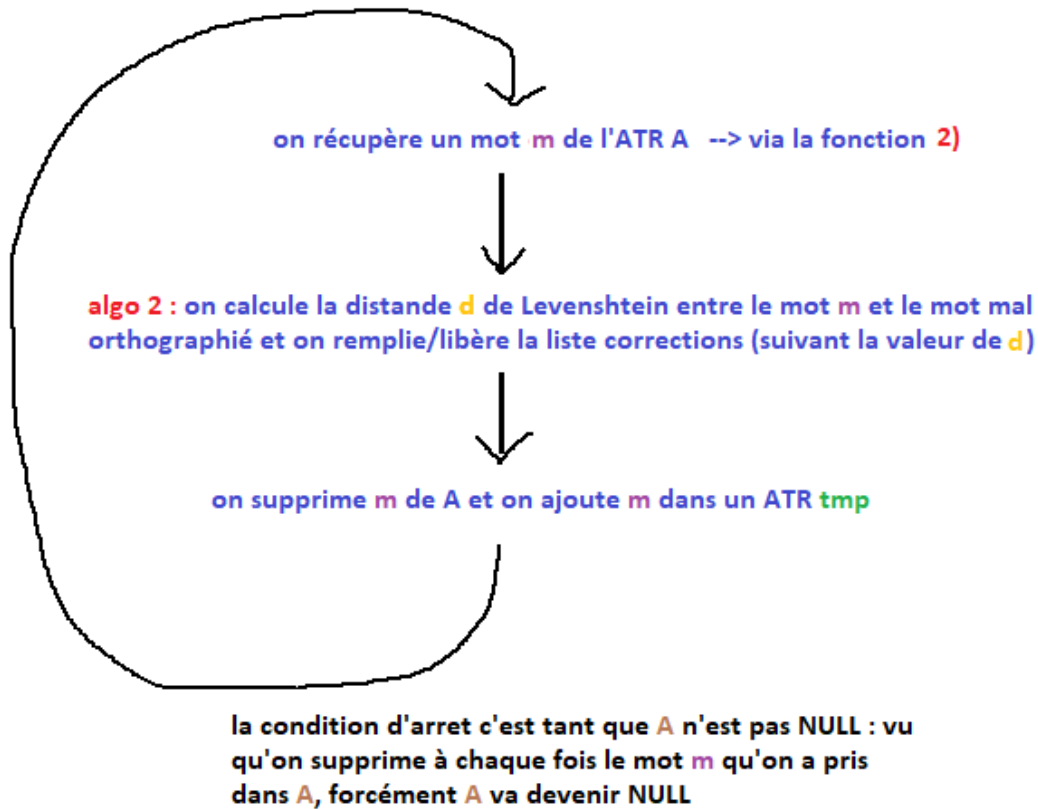 on récupère un mot m de l'ATR A --> via la fonction 2)
algo 2 : on calcule la distande d de Levenshtein entre le mot m et le mot mal
orthographié et on remplie/libère la liste corrections (suivant la valeur de d)
on supprime m de A et on ajoute m dans un ATR tmp
la condition d'arret c'est tant que A n'est pas NULL : vu
qu'on supprime à chaque fois le mot m qu'on a pris
dans A, forcément A va devenir NULL